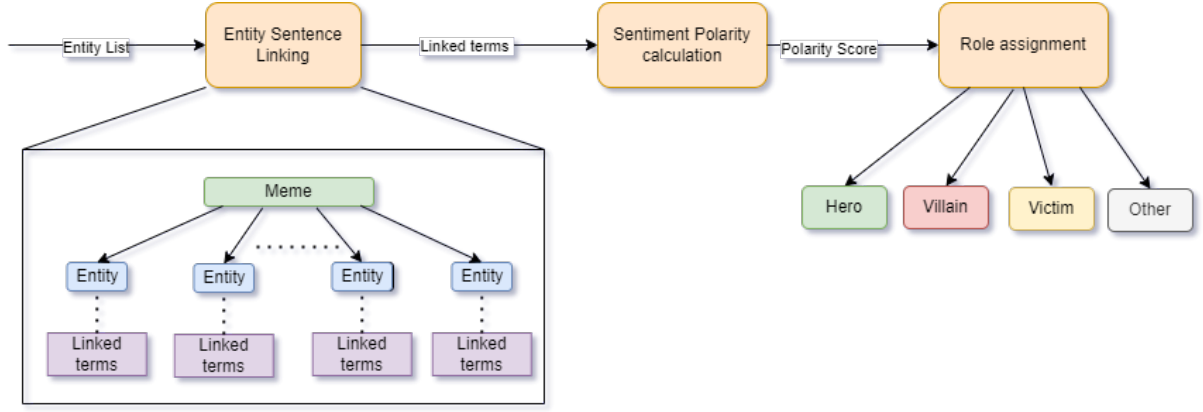 Entity List
Entity Sentence
Linking
Linked terms
Sentiment Polarity
calculation
Polarity Score
Role assignment
Meme
Entity
Entity
Entity
Entity
Linked
terms
Linked
terms
Linked
terms
Linked
terms
Hero
Villain
Victim
Other